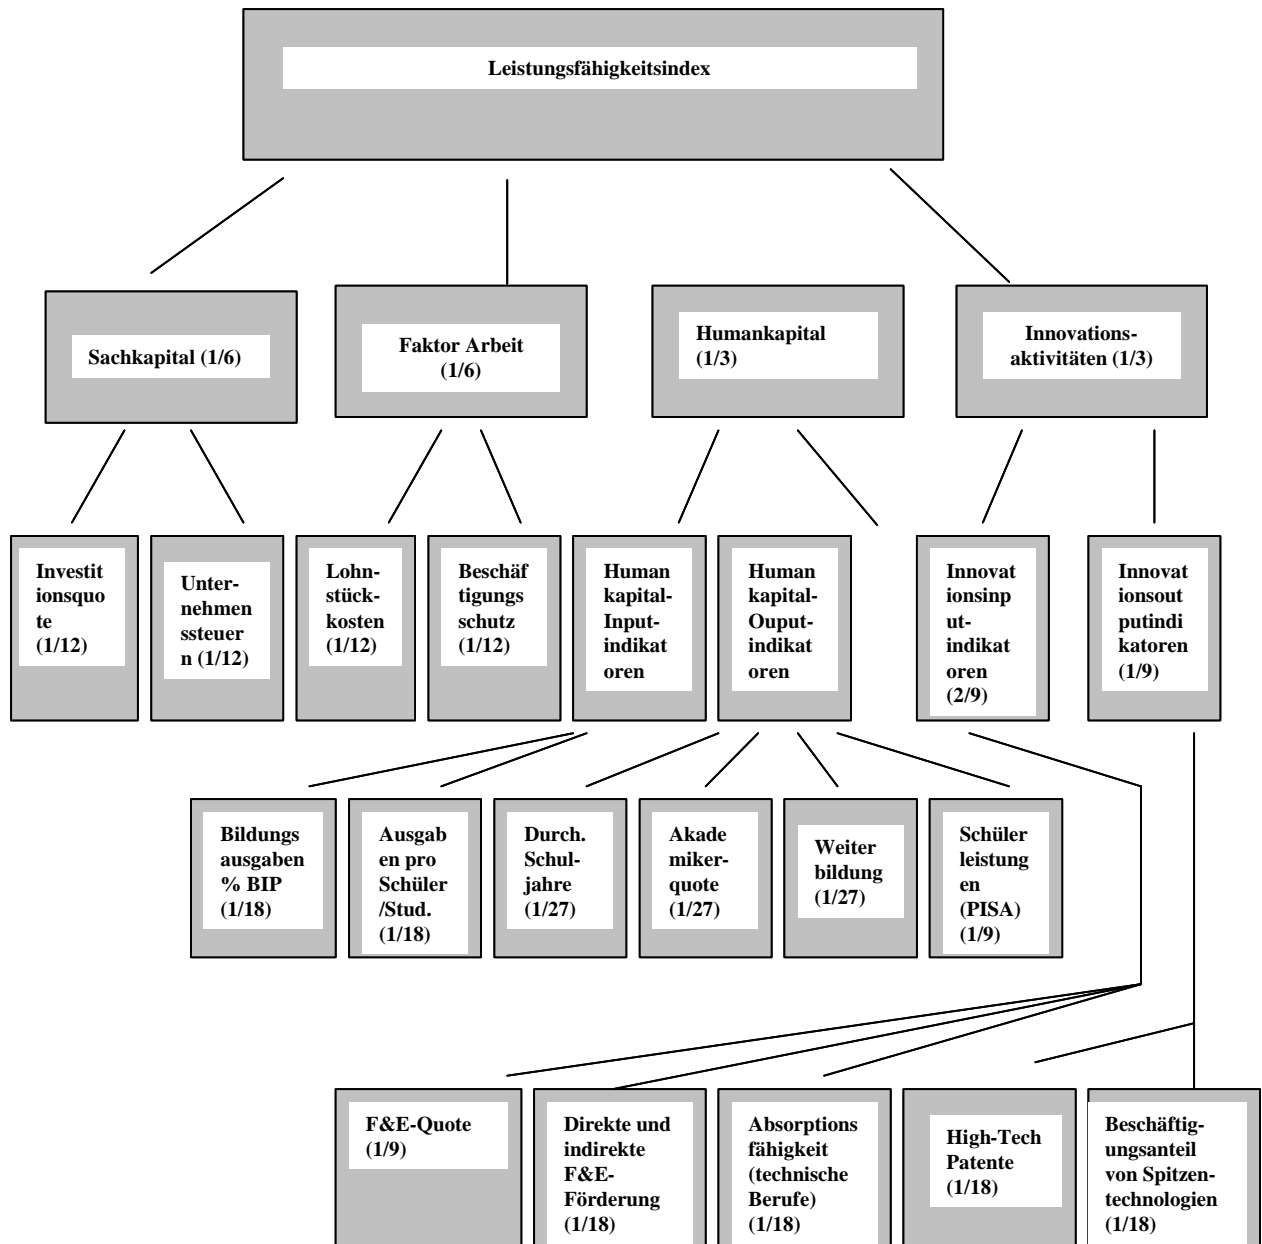 Leistungsfähigkeitsindex
Sachkapital (1/6)
Faktor Arbeit
(1/6)
Humankapital
(1/3)
Innovations-
aktivitäten (1/3)
Investit
ionsquo
te
(1/12)
Unter-
nehmen
ssteuer
n (1/12)
Lohn-
stück-
kosten
(1/12)
Beschäf
tigungs
schutz
(1/12)
Human
kapital-
Input-
indikat
oren
Human
kapital-
Ouput-
indikat
oren
Innovat
ionsinp
ut-
indikat
oren
(2/9)
Innovat
ionsout
putindi
katoren
(1/9)
Bildungs
ausgaben
% BIP
(1/18)
Ausgab
en pro
Schüler
/Stud.
(1/18)
Durch.
Schul-
jahre
(1/27)
Akade
miker-
quote
(1/27)
Weiter
bildung
(1/27)
Schüler
leistung
en
(PISA)
(1/9)
F&E-Quote
(1/9)
Direkte und
indirekte
F&E-
Förderung
(1/18)
Absorptions
fähigkeit
(technische
Berufe)
(1/18)
High-Tech
Patente
(1/18)
Beschäftig-
ungsanteil
von Spitzen-
technologien
(1/18)